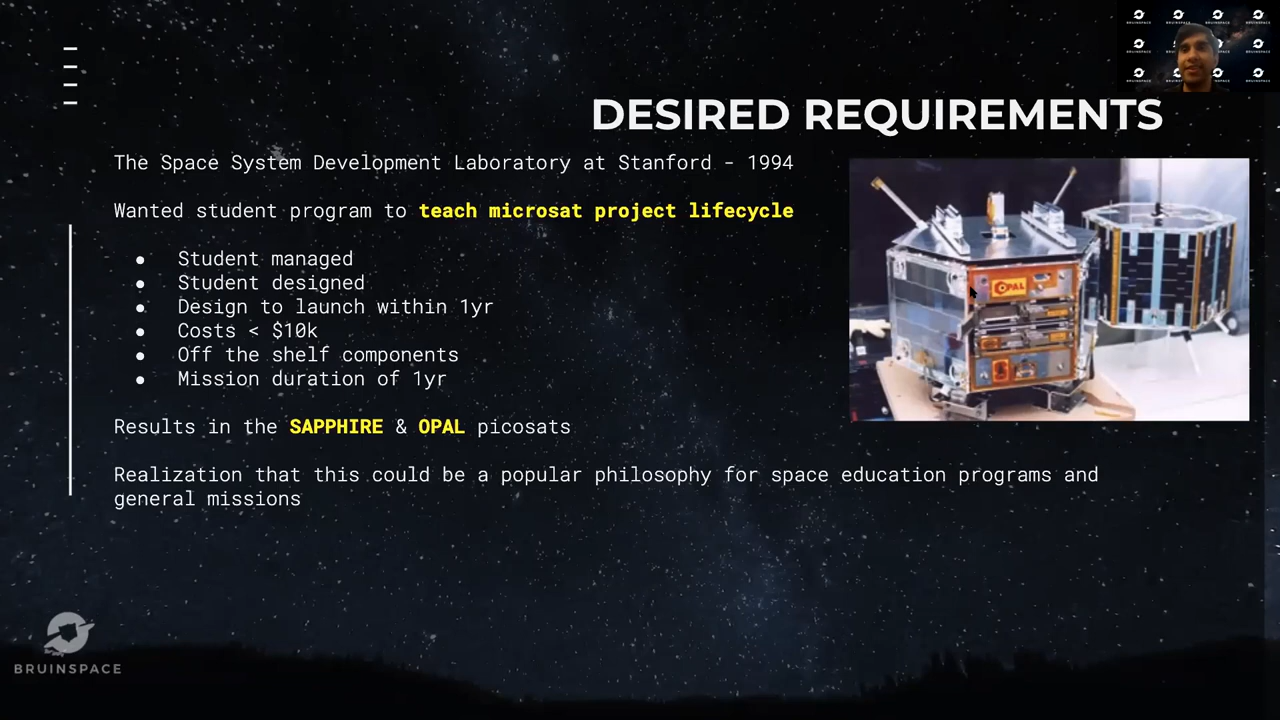 DESIRED REQUIREMENTS
The Space System Development Laboratory at Stanford - 1994
Wanted student program to teach microsat project lifecycle
● Student managed
● Student designed
● Design to launch within 1yr
● Costs < $10k
● Off the shelf components
● Mission duration of 1yr
Results in the SAPPHIRE & OPAL picosats
Realization that this could be a popular philosophy for space education programs and
general missions
OPAL
BRUINSPACE